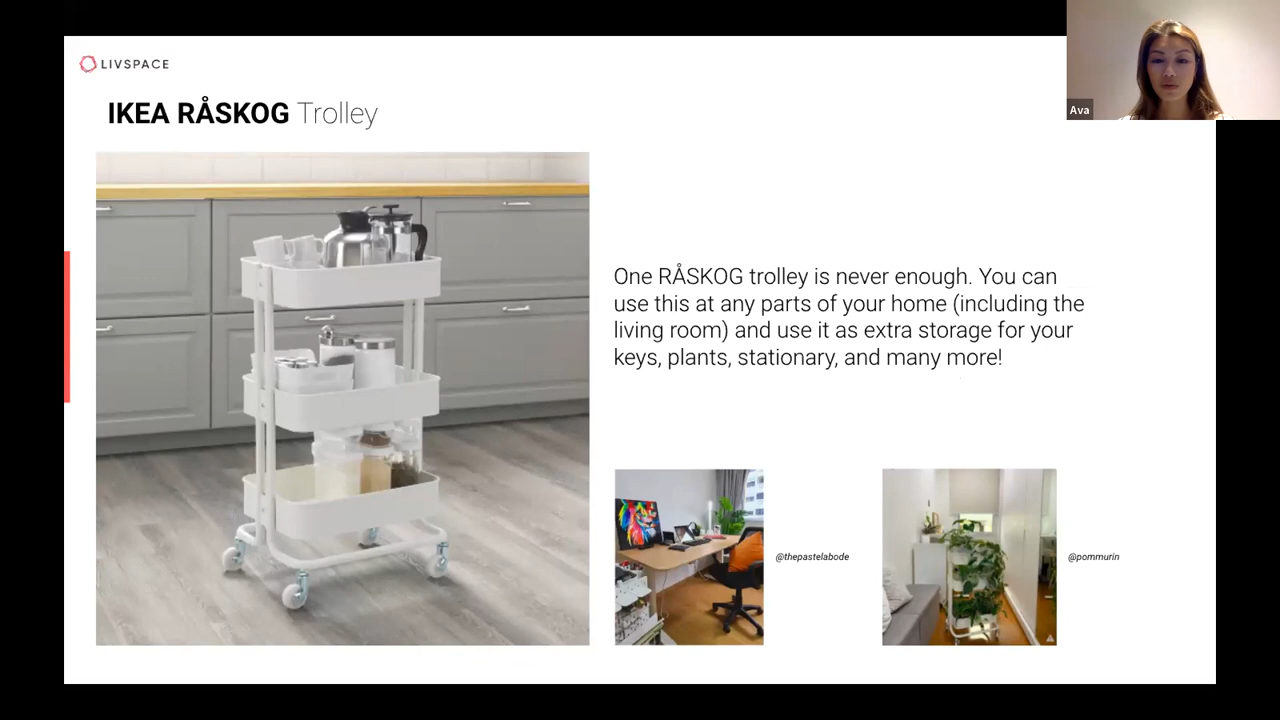 LIVSPACE
IKEA RÅSKOG Trolley
Ava
One RÅSKOG trolley is never enough. You can
use this at any parts of your home (including the
living room) and use it as extra storage for your
keys, plants, stationary, and many more!
@thepastelabode
@pommurin